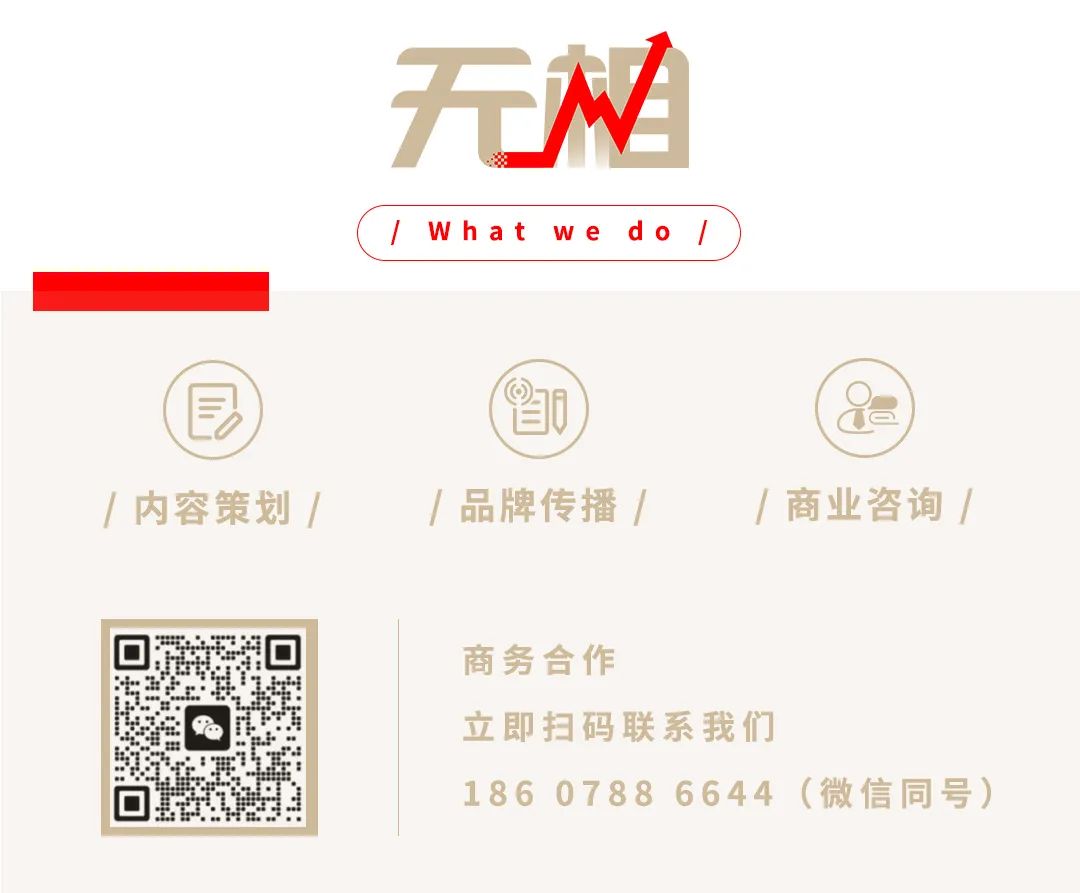 无相
/ What we do /
/ 内容策划 /
/ 品牌传播 /
/ 商业咨询 /
商务合作
立即扫码联系我们
186 0788 6644（微信同号）